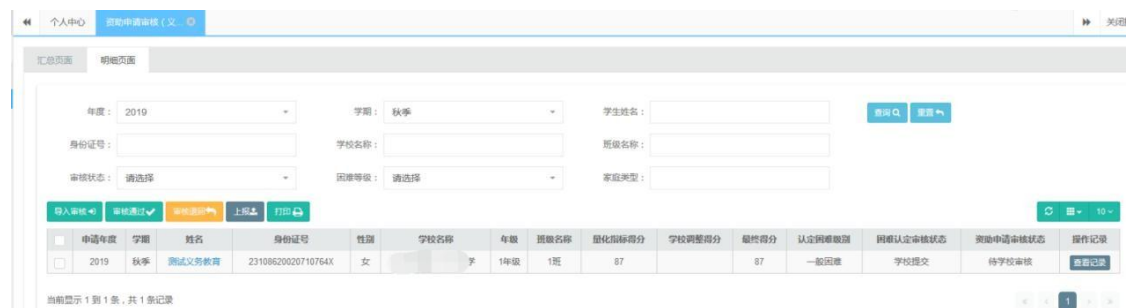 个人中心 资助申请审核（义... 关闭
汇总页面 明细页面
年度： 2019 学期： 秋季 学生姓名： 查询 重置
身份证号： 学校名称： 班级名称：
审核状态： 请选择 困难等级： 请选择 家庭类型：
导入审核 审核通过 审核退回 上报 打印 10
申请年度 学期 姓名 身份证号 性别 学校名称 年级 班级名称 量化指标得分 学校调整得分 最终得分 认定困难级别 困难认定审核状态 资助申请审核状态 操作记录
2019 秋季 测试义务教育 23108620020710764X 女 学 1年级 1班 87 87 一般困难 学校提交 待学校审核 查看记录
当前显示 1 到 1 条，共 1 条记录 1